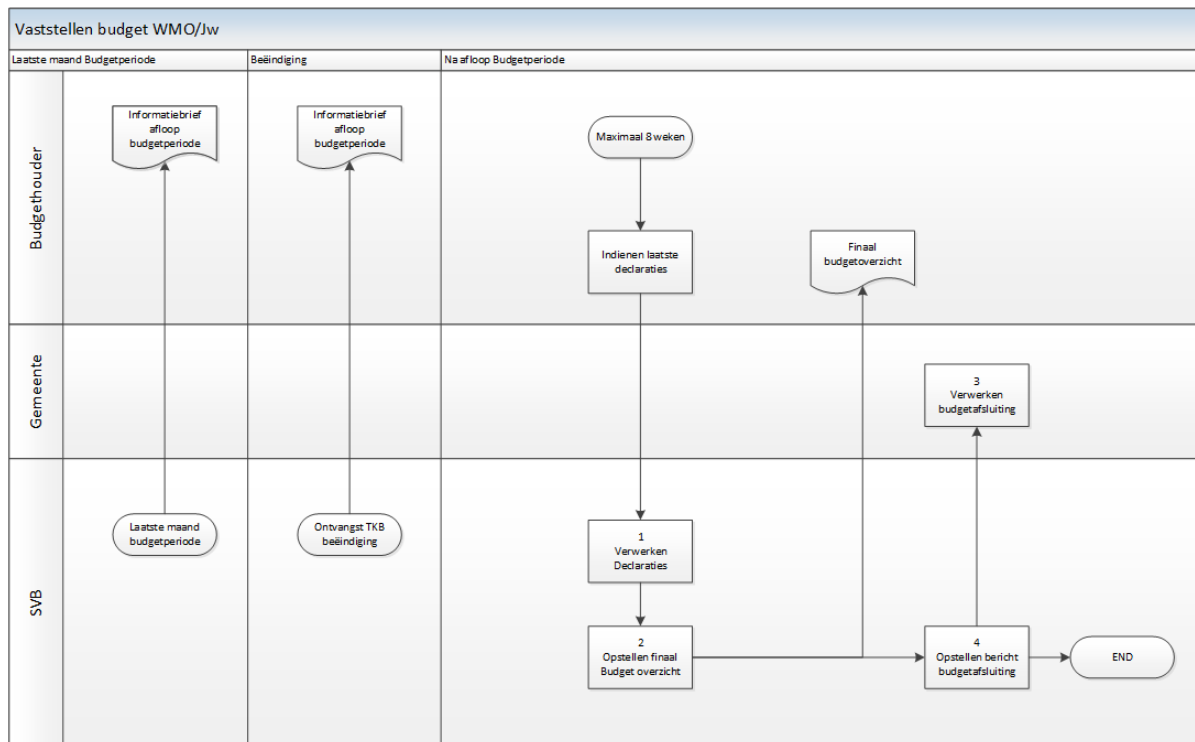 Vaststellen budget WMO/Jw
Laatste maand Budgetperiode
Beëindiging
Na afloop Budgetperiode
Budgethouder
Informatiebrief
afloop
budgetperiode
Informatiebrief
afloop
budgetperiode
Maximaal 8 weken
Indienen laatste
declaraties
Finaal
budgetoverzicht
Gemeente
3
Verwerken
budgetafsluiting
SVB
Laatste maand
budgetperiode
Ontvangst TKB
beëindiging
1
Verwerken
Declaraties
2
Opstellen finaal
Budget overzicht
4
Opstellen bericht
budgetafsluiting
END